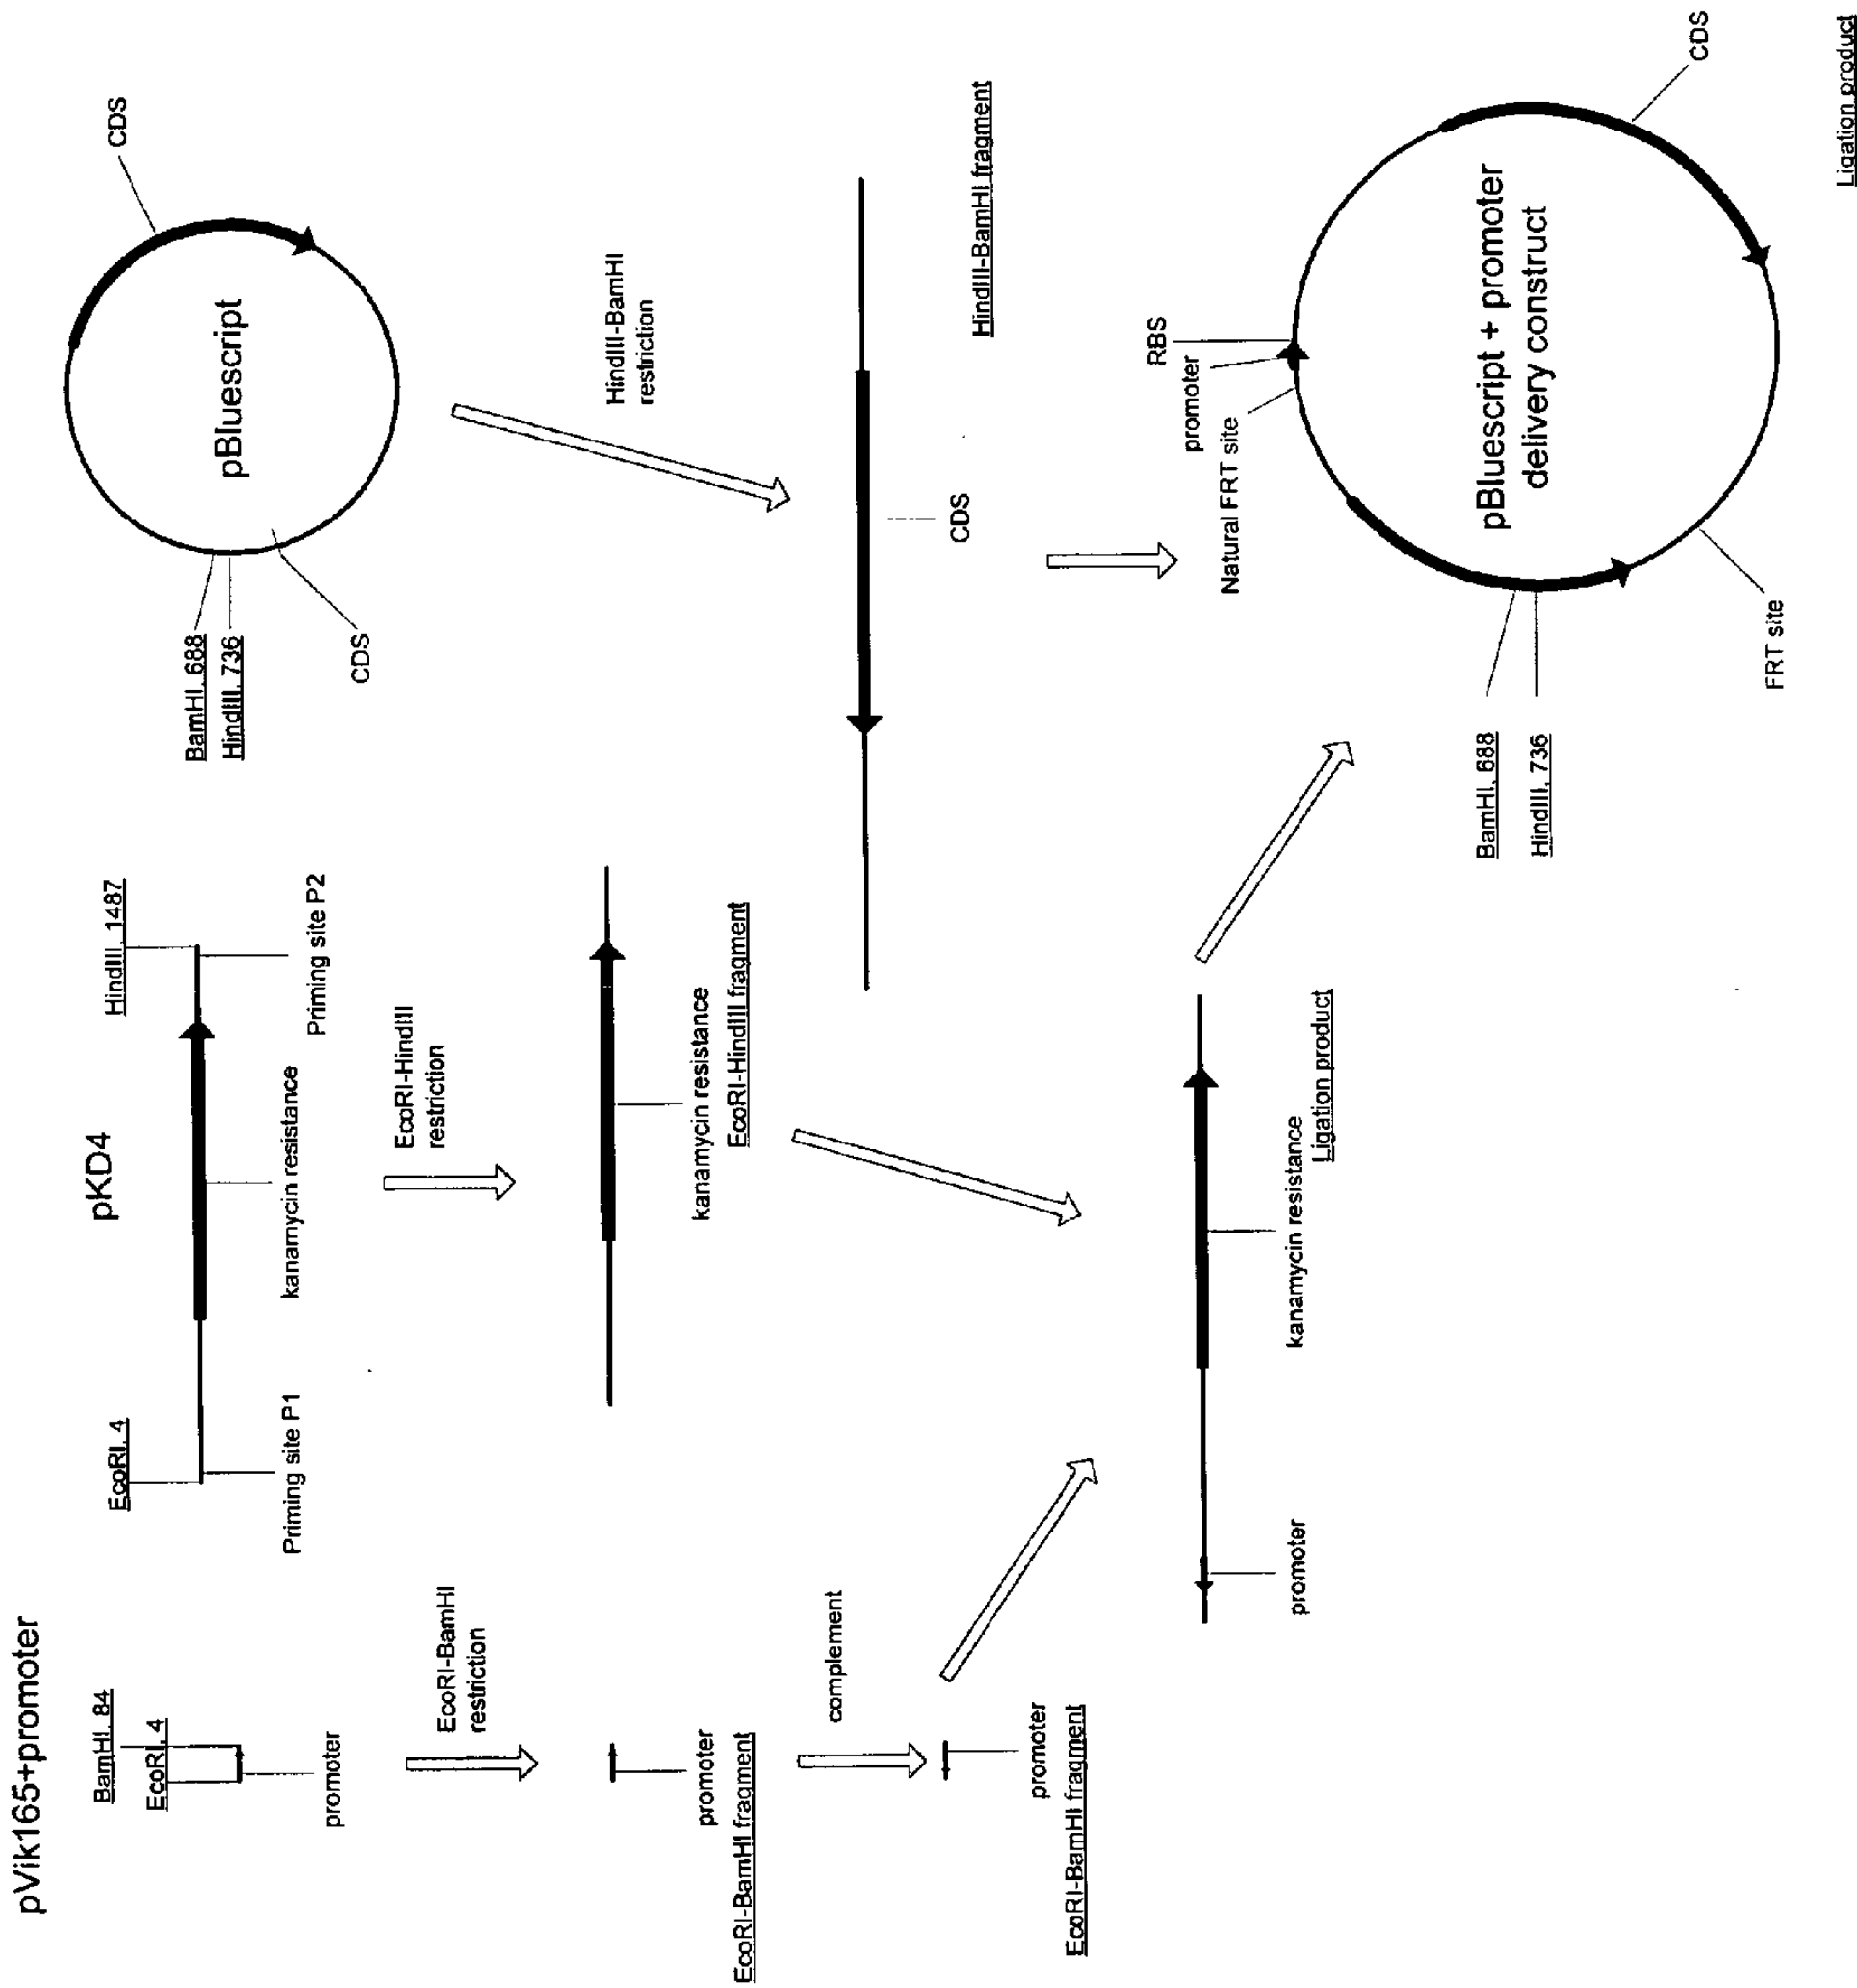 pVik165+promoter
BamHI, 84
EcoRI, 4
promoter
EcoRI-BamHI
restriction
promoter
EcoRI-BamHI fragment
complement
promoter
EcoRI-BamHI fragment
pKD4
EcoRI, 4
HindIII, 1487
Priming site P1
kanamycin resistance
Priming site P2
EcoRI-HindIII
restriction
kanamycin resistance
EcoRI-HindIII fragment
promoter
kanamycin resistance
Ligation product
CDS
pBluescript
BamHI, 688
HindIII, 736
CDS
HindIII-BamHI
restriction
CDS
HindIII-BamHI fragment
RBS
promoter
Natural FRT site
pBluescript + promoter
delivery construct
BamHI, 688
HindIII, 736
FRT site
CDS
Ligation product